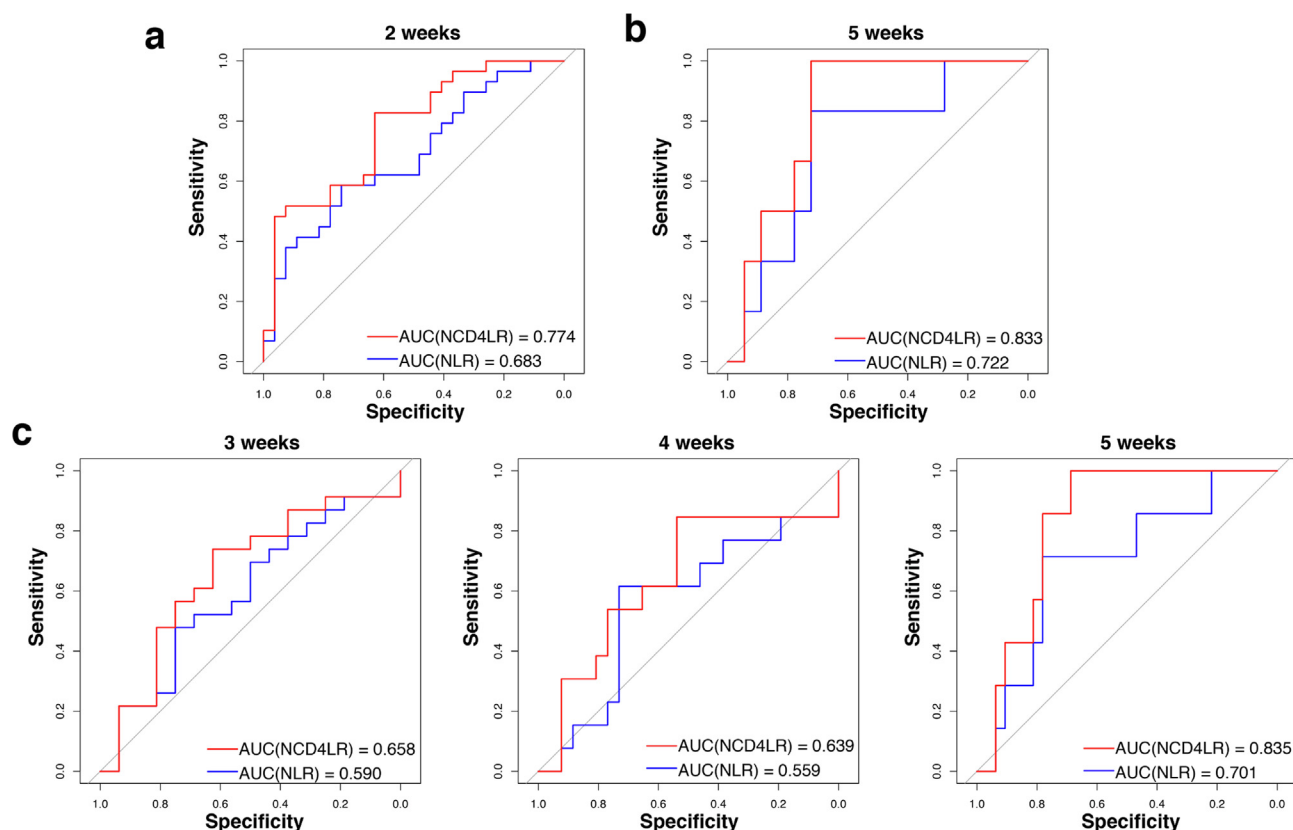 a
2 weeks
Sensitivity
1.0
0.8
0.6
0.4
0.2
0.0
AUC(NCD4LR) = 0.774
AUC(NLR) = 0.683
1.0 0.8 0.6 0.4 0.2 0.0
Specificity
b
5 weeks
Sensitivity
1.0
0.8
0.6
0.4
0.2
0.0
AUC(NCD4LR) = 0.833
AUC(NLR) = 0.722
1.0 0.8 0.6 0.4 0.2 0.0
Specificity
c
3 weeks
Sensitivity
1.0
0.8
0.6
0.4
0.2
0.0
AUC(NCD4LR) = 0.658
AUC(NLR) = 0.590
1.0 0.8 0.6 0.4 0.2 0.0
Specificity
4 weeks
Sensitivity
1.0
0.8
0.6
0.4
0.2
0.0
AUC(NCD4LR) = 0.639
AUC(NLR) = 0.559
1.0 0.8 0.6 0.4 0.2 0.0
Specificity
5 weeks
Sensitivity
1.0
0.8
0.6
0.4
0.2
0.0
AUC(NCD4LR) = 0.835
AUC(NLR) = 0.701
1.0 0.8 0.6 0.4 0.2 0.0
Specificity